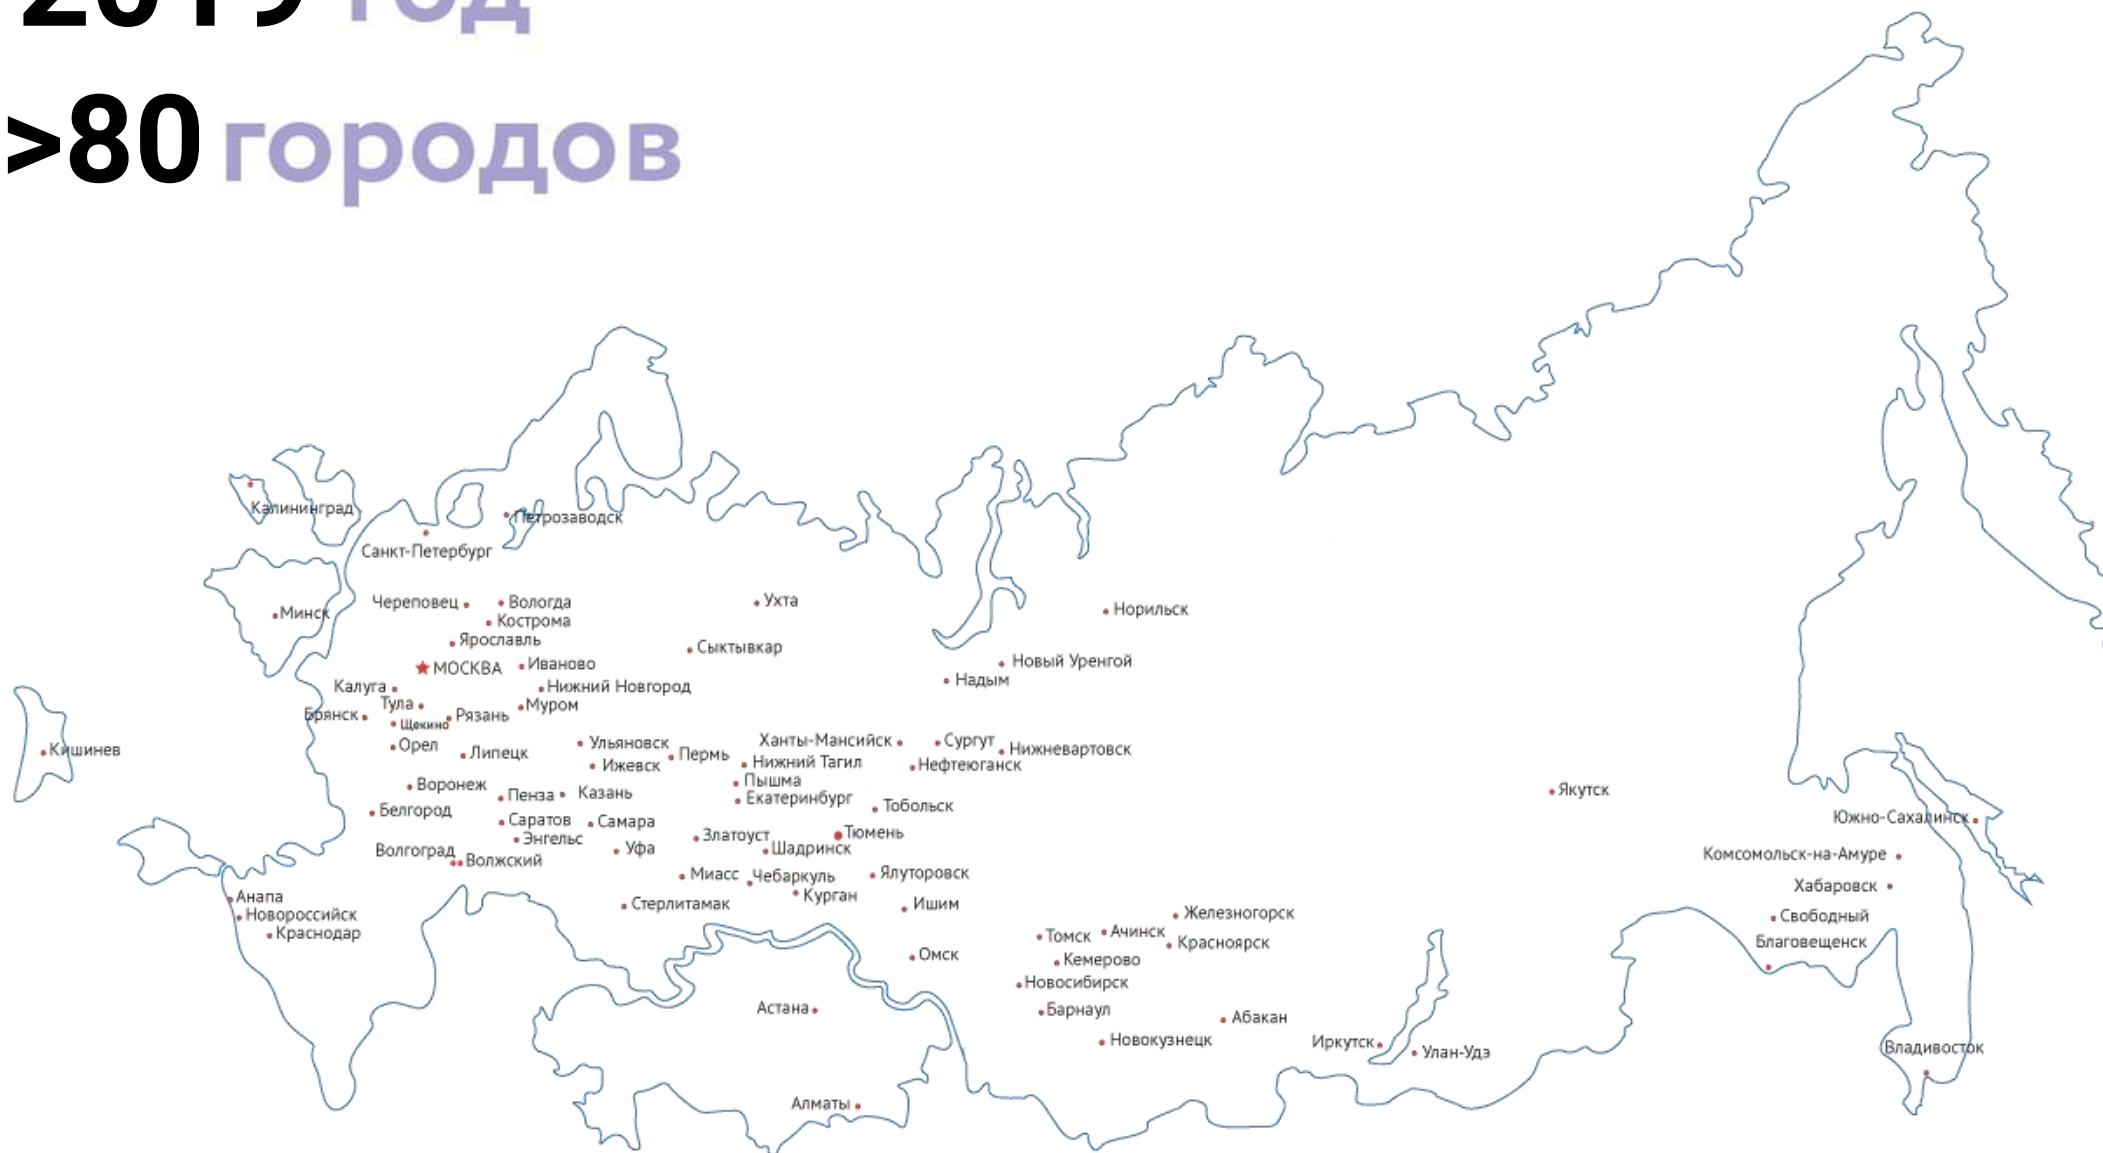 2019 год
>80 городов
Калининград
Петрозаводск
Санкт-Петербург
Череповец
Вологда
Ухта
Норильск
Минск
Кострома
Ярославль
Сыктывкар
МОСКВА
Иваново
Новый Уренгой
Надым
Калуга
Нижний Новгород
Тула
Муром
Брянск
Рязань
Щекино
Орел
Липецк
Ульяновск
Пермь
Ханты-Мансийск
Сургут
Нижневартовск
Кишинев
Ижевск
Нижний Тагил
Нефтеюганск
Пышма
Воронеж
Пенза
Казань
Екатеринбург
Тобольск
Якутск
Белгород
Саратов
Самара
Южно-Сахалинск
Энгельс
Златоуст
Тюмень
Волгоград
Уфа
Шадринск
Комсомольск-на-Амуре
Волжский
Миасс
Чебаркуль
Ялуторовск
Хабаровск
Анапа
Стерлитамак
Курган
Ишим
Новороссийск
Железногорск
Свободный
Краснодар
Томск
Ачинск
Красноярск
Благовещенск
Омск
Кемерово
Новосибирск
Астана
Барнаул
Абакан
Новокузнецк
Иркутск
Улан-Удэ
Владивосток
Алматы